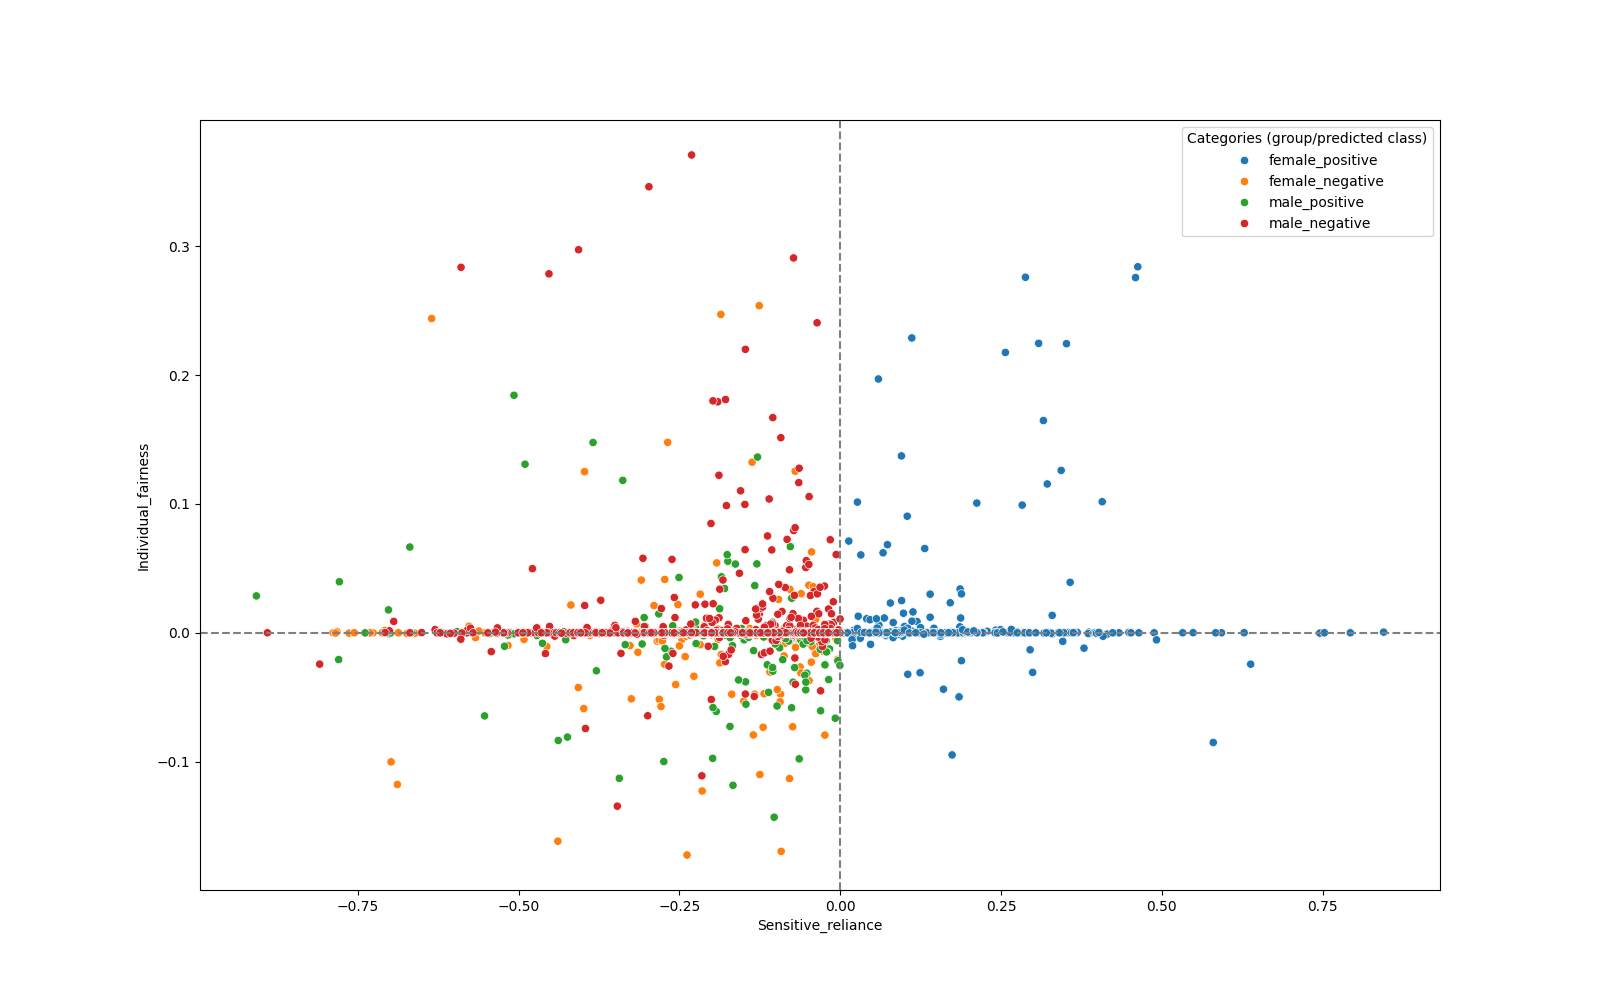 Categories (group/predicted class)
female_positive
female_negative
male_positive
male_negative
0.3
0.2
0.1
0.0
−0.1
Individual_fairness
−0.75
−0.50
−0.25
0.00
0.25
0.50
0.75
Sensitive_reliance